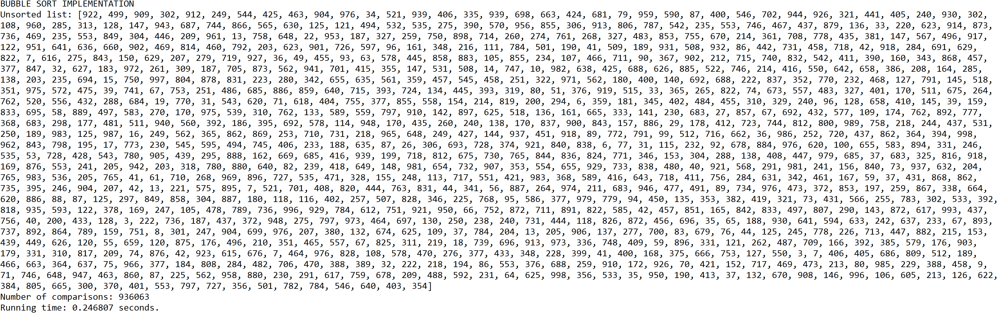 BUBBLE SORT IMPLEMENTATION
Unsorted list: [922, 499, 909, 302, 912, 249, 544, 425, 463, 904, 976, 34, 521, 939, 406, 335, 939, 698, 663, 424, 681, 79, 959, 590, 87, 400, 546, 702, 944, 926, 321, 441, 405, 240, 930, 302,
108, 960, 285, 313, 128, 147, 943, 687, 744, 866, 565, 630, 125, 121, 494, 532, 535, 275, 390, 570, 956, 855, 306, 913, 806, 787, 542, 235, 553, 746, 467, 437, 879, 136, 33, 220, 623, 914, 873,
736, 469, 235, 553, 849, 304, 446, 209, 961, 13, 758, 648, 22, 953, 187, 327, 259, 750, 898, 714, 260, 274, 761, 268, 327, 483, 853, 755, 670, 214, 361, 708, 778, 435, 381, 147, 567, 496, 917,
122, 951, 641, 636, 660, 902, 469, 814, 460, 792, 203, 623, 901, 726, 597, 96, 161, 348, 216, 111, 784, 501, 190, 41, 509, 189, 931, 508, 932, 86, 442, 731, 458, 718, 42, 918, 284, 691, 629,
822, 7, 616, 275, 843, 150, 629, 207, 279, 719, 927, 36, 49, 455, 93, 63, 578, 445, 858, 883, 105, 855, 234, 107, 466, 711, 90, 367, 902, 212, 715, 740, 832, 542, 411, 390, 160, 343, 868, 457,
377, 847, 32, 627, 183, 972, 261, 309, 187, 705, 873, 562, 941, 701, 415, 355, 147, 531, 508, 14, 747, 10, 982, 638, 425, 688, 626, 885, 522, 746, 214, 416, 550, 642, 658, 386, 208, 164, 285,
138, 203, 235, 694, 15, 750, 997, 804, 878, 831, 223, 280, 342, 655, 635, 561, 359, 457, 545, 458, 251, 322, 971, 562, 180, 400, 140, 692, 688, 222, 837, 352, 770, 232, 468, 127, 791, 145, 518,
351, 975, 572, 475, 39, 741, 67, 753, 251, 486, 685, 886, 859, 640, 715, 393, 724, 134, 445, 393, 319, 80, 51, 376, 919, 515, 33, 365, 265, 822, 74, 673, 557, 483, 327, 401, 170, 511, 675, 264,
762, 520, 556, 432, 288, 684, 19, 770, 31, 543, 620, 71, 618, 404, 755, 377, 855, 558, 154, 214, 819, 200, 294, 6, 359, 181, 345, 402, 484, 455, 310, 329, 240, 96, 128, 658, 410, 145, 39, 159,
833, 695, 58, 889, 497, 583, 270, 170, 975, 539, 310, 762, 133, 589, 559, 797, 910, 142, 897, 625, 518, 136, 161, 665, 333, 141, 230, 683, 27, 857, 67, 692, 432, 577, 109, 174, 762, 892, 777,
368, 683, 298, 177, 481, 511, 940, 560, 392, 186, 395, 692, 578, 114, 948, 170, 435, 260, 240, 138, 170, 837, 900, 843, 157, 886, 29, 178, 412, 723, 744, 812, 800, 989, 758, 218, 244, 437, 531,
250, 189, 983, 125, 987, 16, 249, 562, 365, 862, 869, 253, 710, 731, 218, 965, 648, 249, 427, 144, 937, 451, 918, 89, 772, 791, 99, 512, 716, 662, 36, 986, 252, 720, 437, 862, 364, 394, 998,
962, 843, 798, 195, 17, 773, 230, 545, 595, 494, 745, 406, 233, 188, 635, 87, 26, 306, 693, 728, 374, 921, 840, 838, 6, 77, 31, 115, 232, 92, 678, 884, 976, 620, 100, 655, 583, 894, 331, 246,
535, 53, 728, 428, 543, 780, 905, 439, 295, 888, 162, 669, 685, 416, 939, 199, 718, 812, 675, 730, 765, 844, 836, 824, 771, 346, 153, 304, 288, 138, 408, 447, 979, 685, 37, 683, 325, 816, 918,
169, 876, 553, 241, 205, 942, 203, 318, 780, 880, 640, 82, 239, 418, 649, 148, 981, 654, 732, 907, 353, 554, 655, 929, 733, 838, 480, 40, 921, 568, 291, 981, 241, 156, 840, 73, 937, 632, 204,
765, 983, 536, 205, 765, 41, 61, 710, 268, 969, 896, 727, 535, 471, 328, 155, 248, 113, 717, 551, 421, 983, 368, 589, 416, 643, 718, 411, 756, 284, 631, 342, 461, 167, 59, 37, 431, 868, 862,
735, 395, 246, 904, 207, 42, 13, 221, 575, 895, 7, 521, 701, 408, 820, 444, 763, 831, 44, 341, 56, 887, 264, 974, 211, 683, 946, 477, 491, 89, 734, 976, 473, 372, 853, 197, 259, 867, 338, 664,
620, 886, 88, 87, 125, 297, 849, 858, 304, 887, 180, 118, 116, 402, 257, 507, 828, 346, 225, 768, 95, 586, 377, 979, 779, 94, 450, 135, 353, 382, 419, 321, 73, 431, 566, 255, 783, 302, 533, 392,
818, 935, 593, 122, 378, 169, 247, 105, 478, 789, 736, 996, 929, 784, 612, 751, 921, 950, 66, 752, 872, 711, 891, 822, 585, 42, 457, 851, 165, 842, 833, 497, 807, 290, 143, 872, 617, 993, 437,
756, 40, 200, 433, 128, 3, 222, 736, 187, 437, 372, 948, 275, 797, 973, 464, 697, 130, 250, 238, 240, 731, 444, 118, 826, 872, 456, 696, 35, 65, 188, 930, 641, 594, 633, 242, 637, 233, 67, 893,
737, 892, 864, 789, 159, 751, 8, 301, 247, 904, 699, 976, 207, 380, 132, 674, 625, 109, 37, 784, 204, 13, 205, 906, 137, 277, 700, 83, 679, 76, 44, 125, 245, 778, 226, 713, 447, 882, 215, 153,
439, 449, 626, 120, 55, 659, 120, 875, 176, 496, 210, 351, 465, 557, 67, 825, 311, 219, 18, 739, 696, 913, 973, 336, 748, 409, 59, 896, 331, 121, 262, 487, 709, 166, 392, 385, 579, 176, 903,
179, 331, 310, 817, 209, 74, 876, 42, 923, 615, 676, 7, 464, 976, 828, 108, 578, 470, 276, 377, 433, 348, 228, 399, 41, 400, 168, 375, 666, 753, 127, 550, 3, 7, 406, 405, 686, 809, 512, 189,
466, 663, 364, 637, 75, 966, 377, 184, 808, 284, 482, 706, 470, 388, 389, 32, 222, 218, 194, 86, 553, 376, 688, 259, 910, 172, 926, 70, 421, 152, 717, 469, 473, 213, 80, 985, 229, 388, 458, 9,
71, 746, 648, 947, 463, 860, 87, 225, 562, 958, 880, 230, 291, 617, 759, 678, 209, 488, 592, 231, 64, 625, 998, 356, 533, 35, 950, 190, 413, 37, 132, 670, 908, 146, 996, 106, 605, 213, 126, 622,
384, 805, 665, 300, 370, 401, 553, 797, 727, 356, 501, 782, 784, 546, 640, 403, 354]
Number of comparisons: 936063
Running time: 0.246807 seconds.